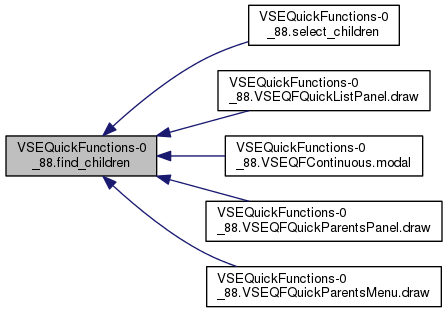 VSEQuickFunctions-0
_88.select_children
VSEQuickFunctions-0
_88.VSEQFQuickListPanel.draw
VSEQuickFunctions-0
_88.find_children
VSEQuickFunctions-0
_88.VSEQFContinuous.modal
VSEQuickFunctions-0
_88.VSEQFQuickParentsPanel.draw
VSEQuickFunctions-0
_88.VSEQFQuickParentsMenu.draw